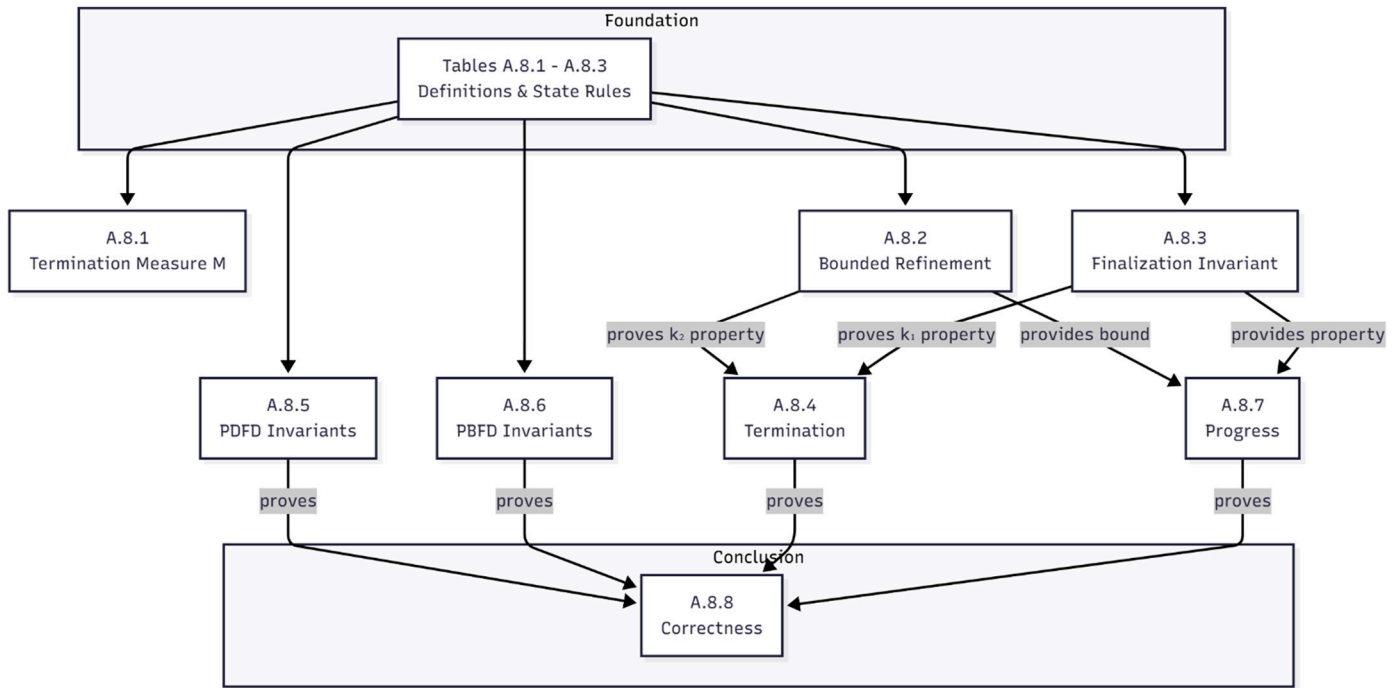 Foundation
Tables A.8.1 - A.8.3
Definitions & State Rules
A.8.1
Termination Measure M
A.8.2
Bounded Refinement
A.8.3
Finalization Invariant
proves k₂ property
proves k₁ property
provides bound
provides property
A.8.5
PDFD Invariants
A.8.6
PBFD Invariants
A.8.4
Termination
A.8.7
Progress
proves
proves
proves
proves
Conclusion
A.8.8
Correctness